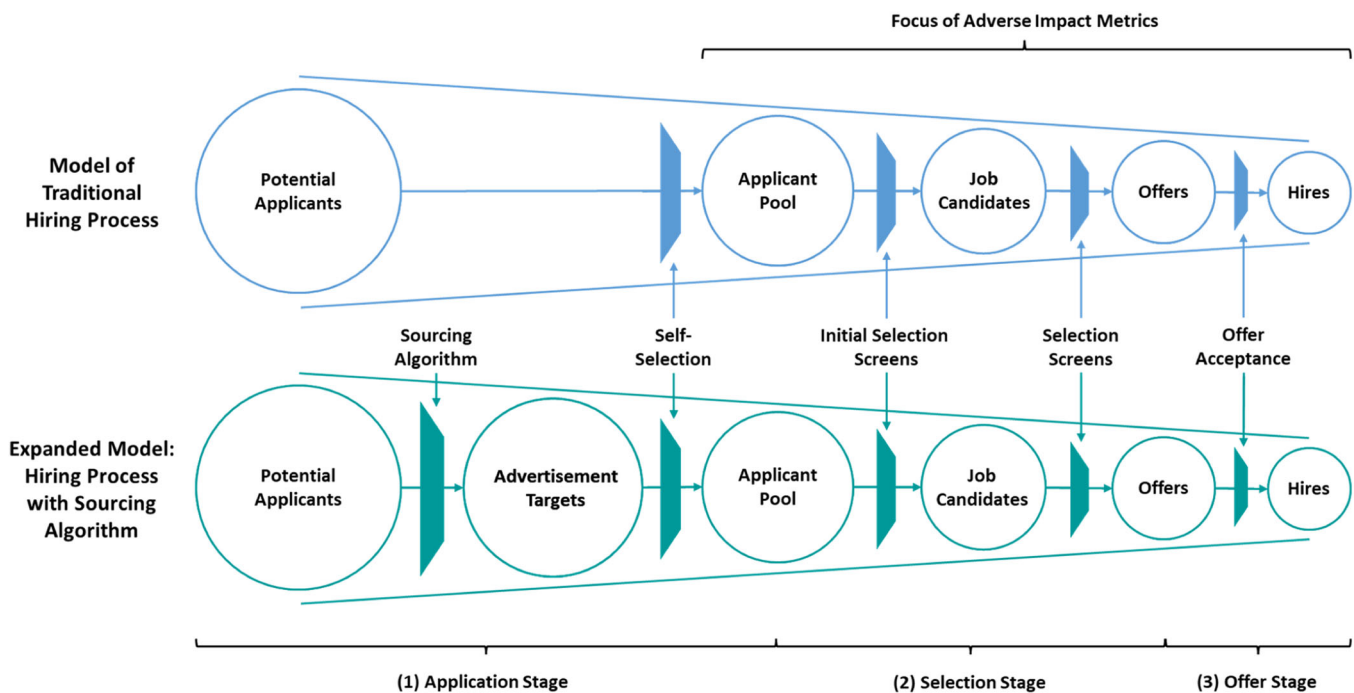 Focus of Adverse Impact Metrics
Model of
Traditional
Hiring Process
Potential
Applicants
Applicant
Pool
Job
Candidates
Offers
Hires
Sourcing
Algorithm
Self-
Selection
Initial Selection
Screens
Selection
Screens
Offer
Acceptance
Expanded Model:
Hiring Process
with Sourcing
Algorithm
Potential
Applicants
Advertisement
Targets
Applicant
Pool
Job
Candidates
Offers
Hires
(1) Application Stage
(2) Selection Stage
(3) Offer Stage